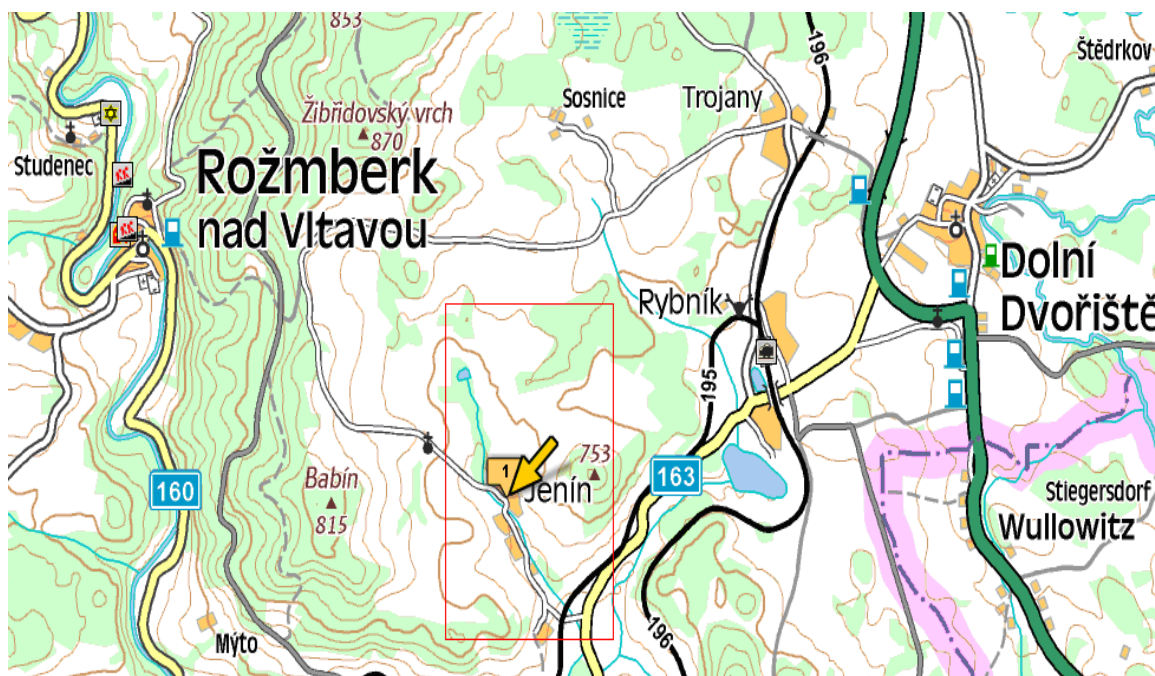 853
196
Štědrkov
Sosnice
Trojany
Žibřidovský vrch
870
Studenec
Rožmberk
nad Vltavou
Dolní
Dvořiště
Rybník
195
753
1
Jenín
163
160
Babín
815
Stiegersdorf
Wullowitz
196
Mýto